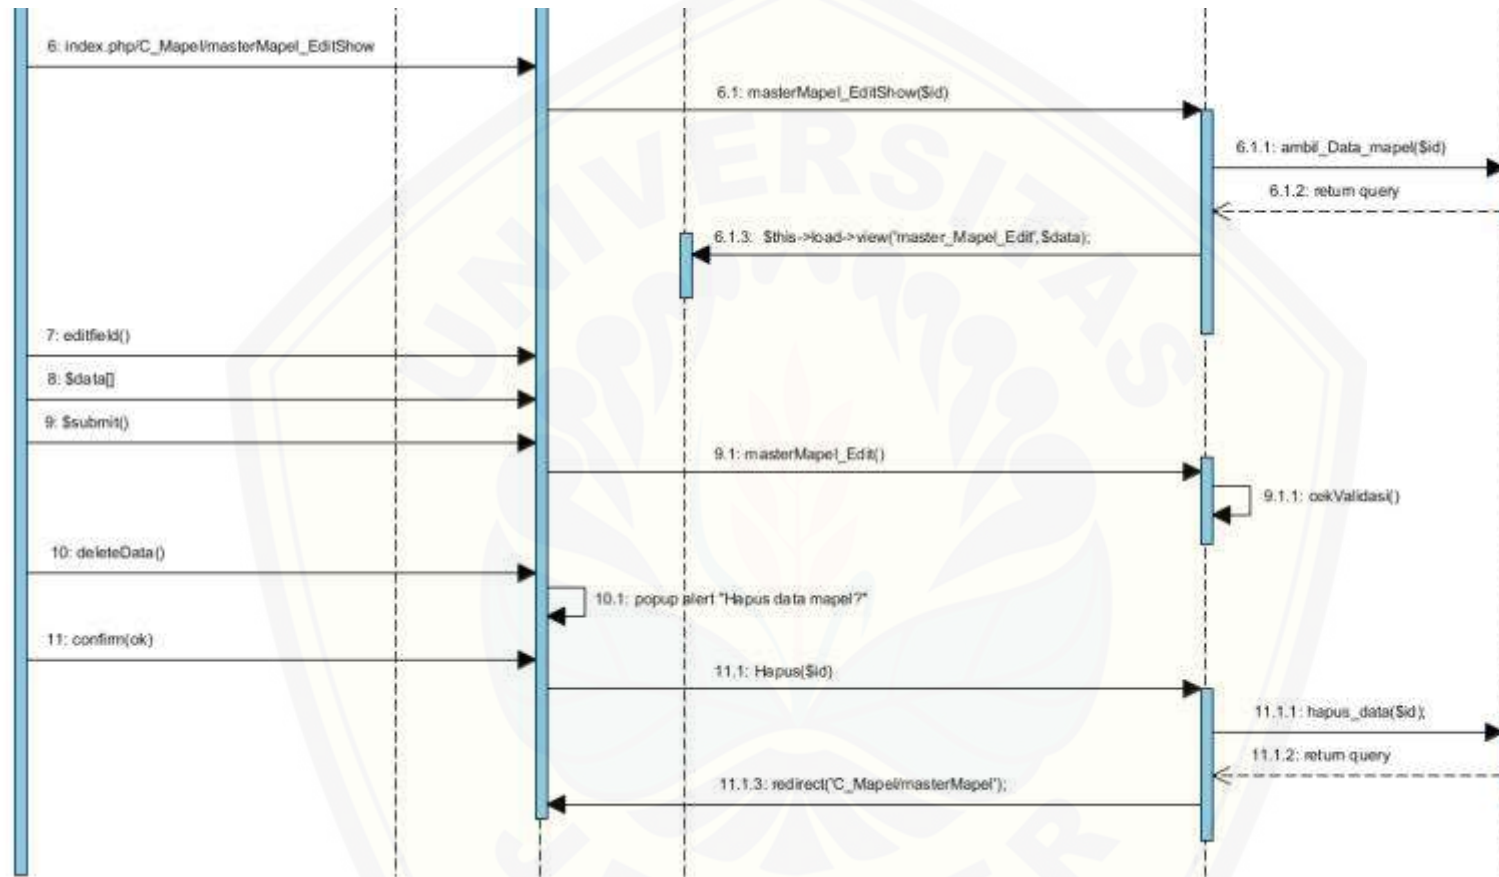 6: index.php/C_Mapel/masterMapel_EditShow
6.1: masterMapel_EditShow($id)
6.1.1: ambil_Data_mapel($id)
6.1.2: return query
6.1.3: $this->load->view('master_Mapel_Edit',$data);
7: editfield()
8: $data[]
9: $submit()
9.1: masterMapel_Edit()
9.1.1: cekValidasi()
10: deleteData()
10.1: popup alert "Hapus data mapel?"
11: confirm(ok)
11.1: Hapus($id)
11.1.1: hapus_data($id);
11.1.2: return query
11.1.3: redirect('C_Mapel/masterMapel');
UNIVERSITAS